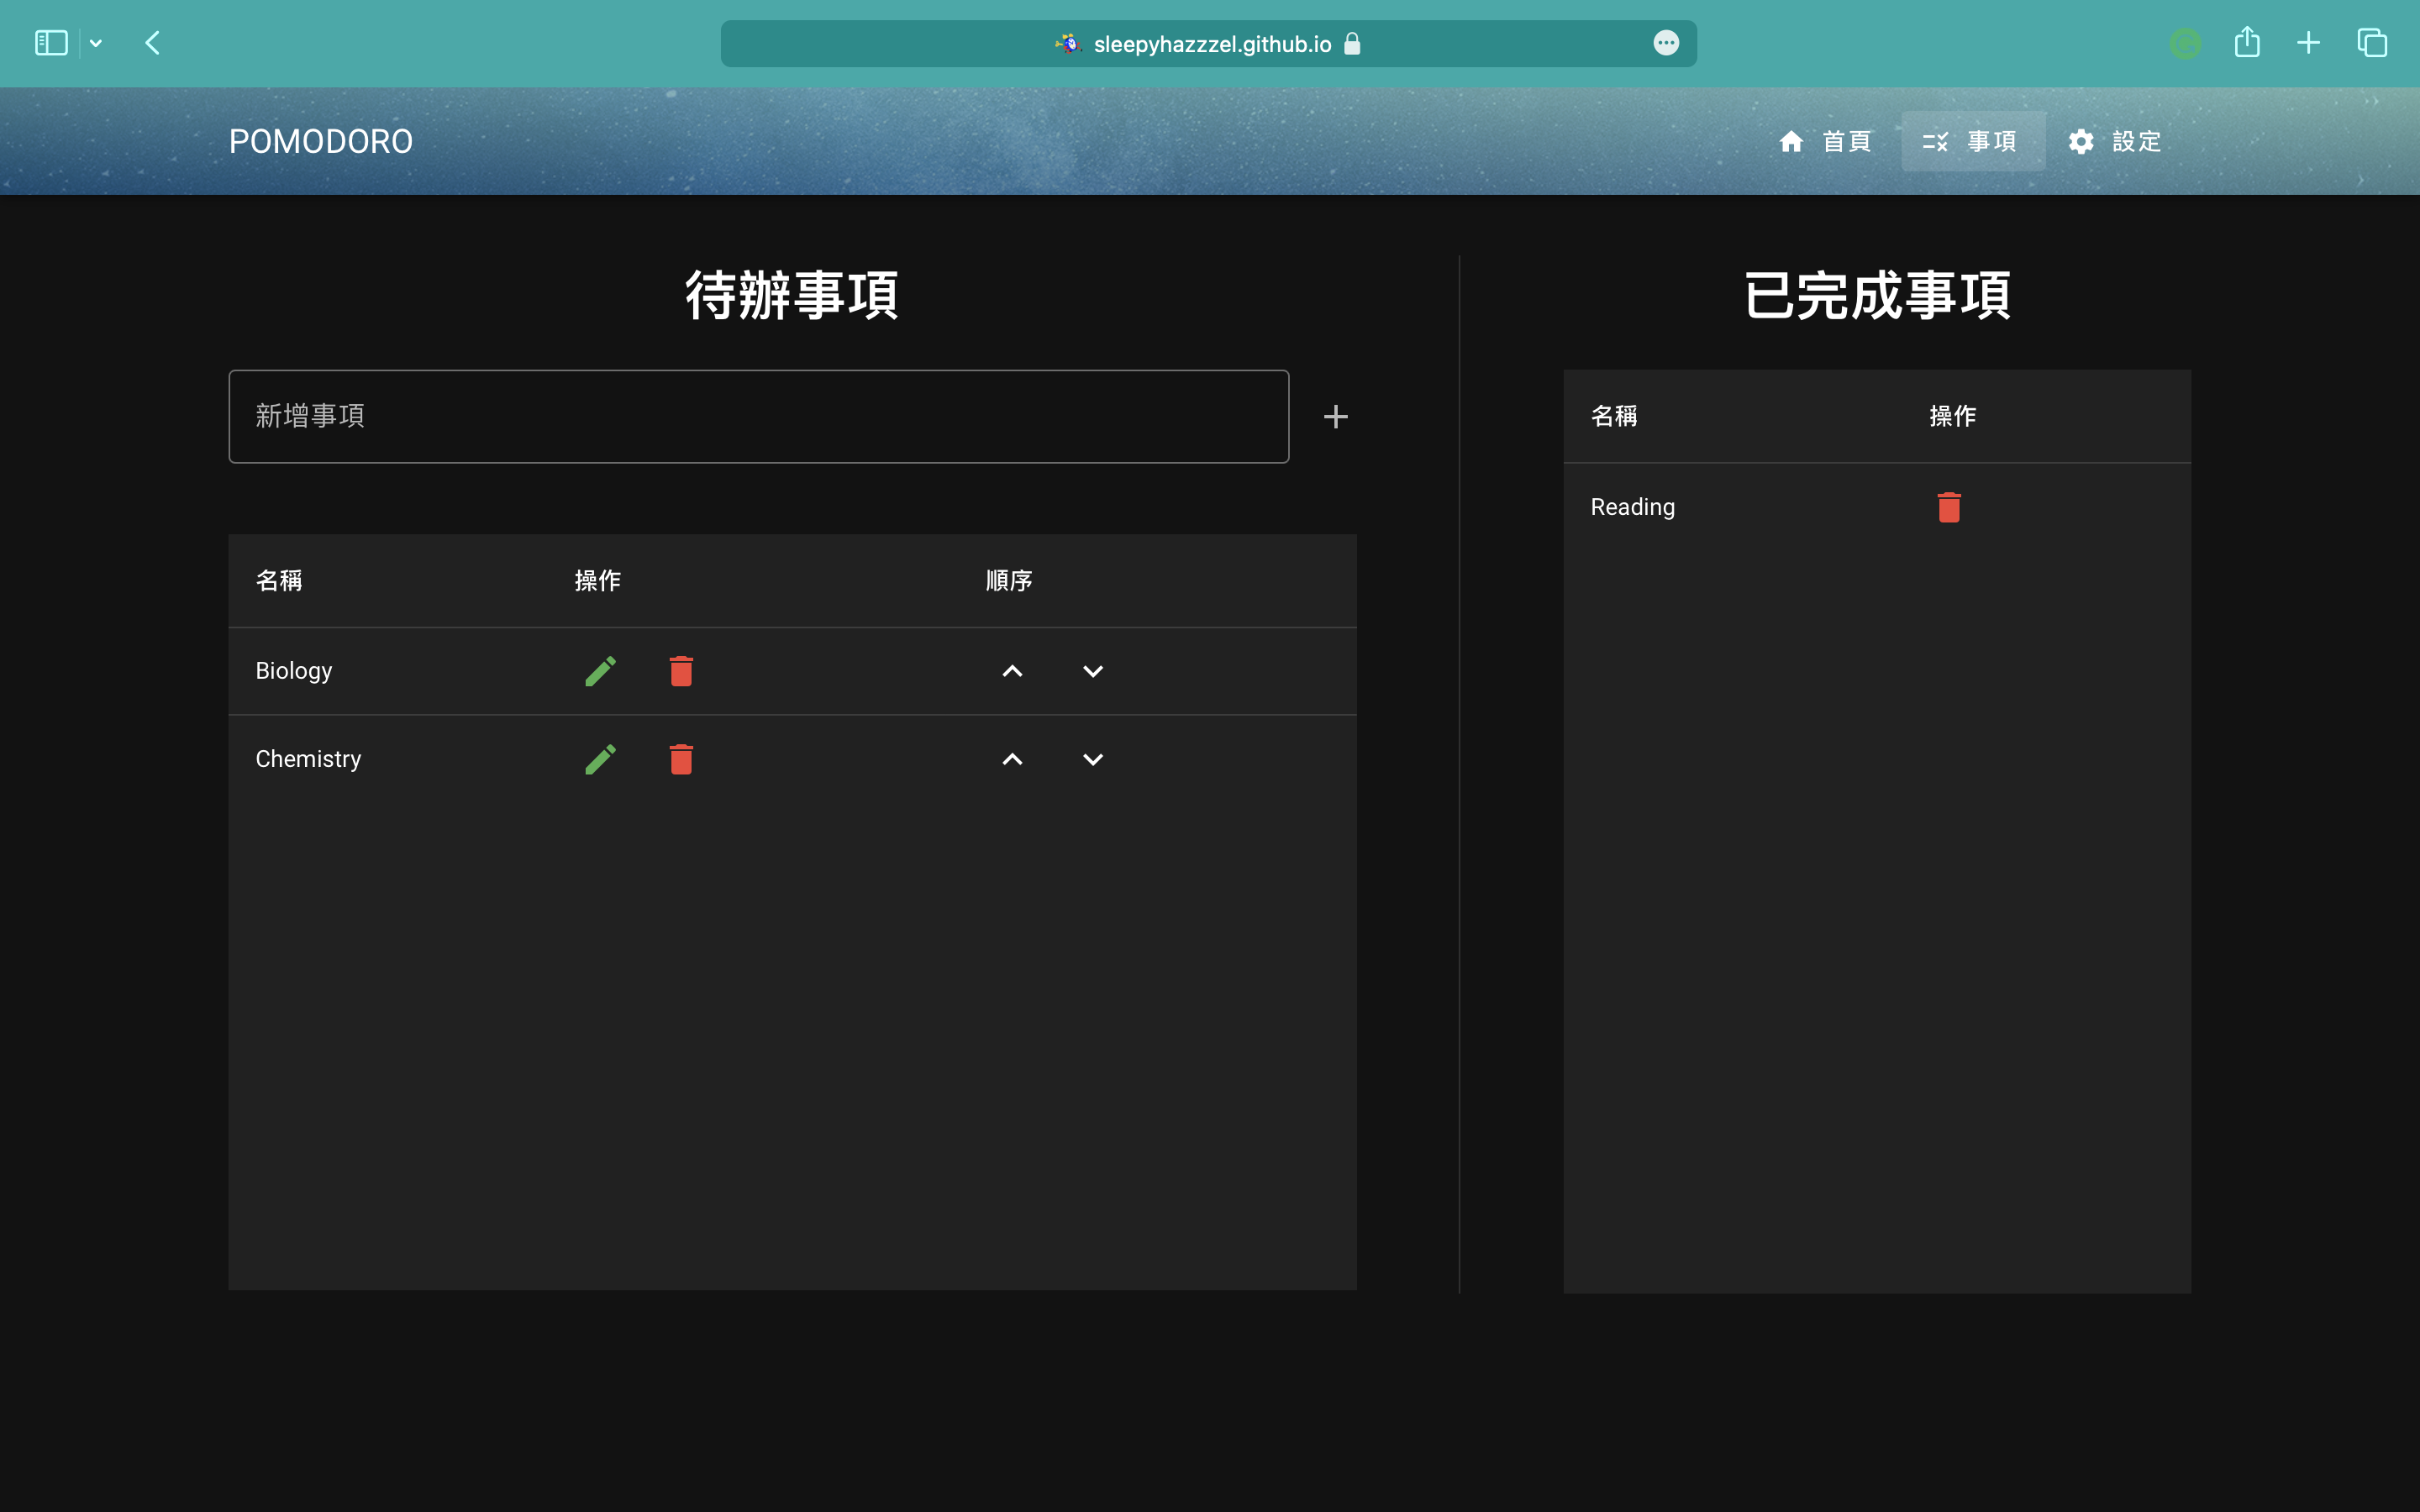 sleepyhazzzel.github.io
POMODORO
首頁
事項
設定
待辦事項
新增事項
名稱 操作 順序
Biology
Chemistry
已完成事項
名稱 操作
Reading